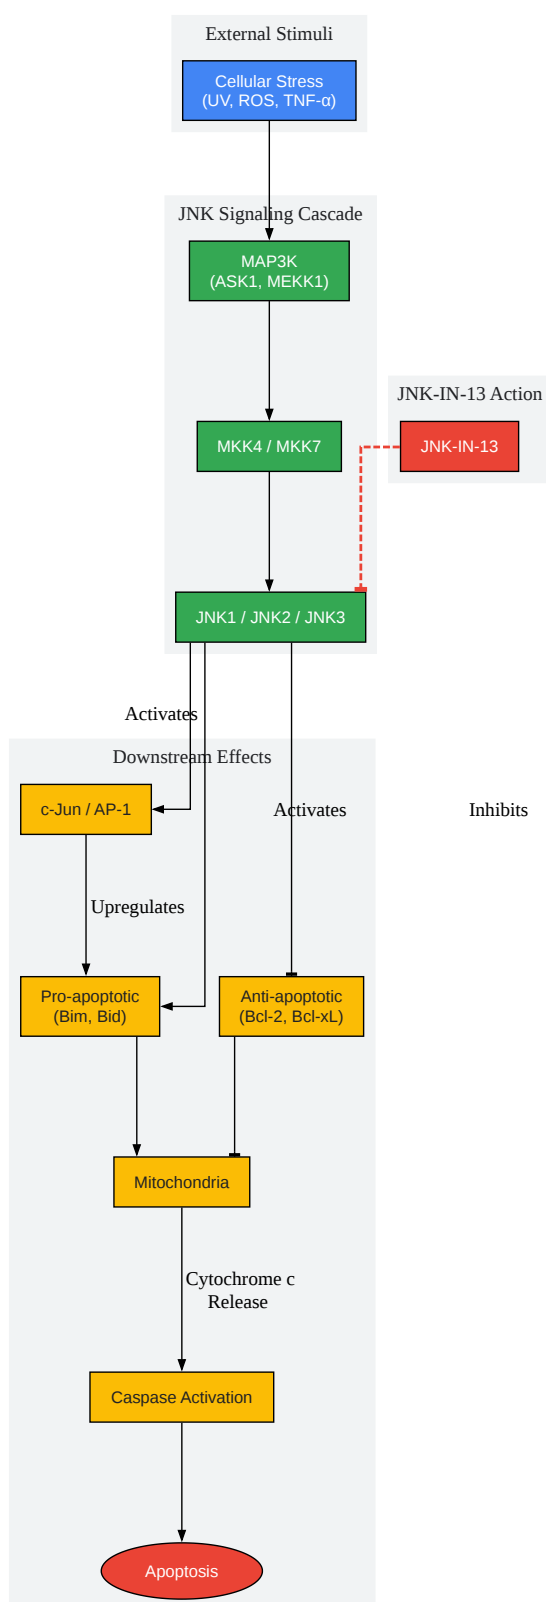 External Stimuli
Cellular Stress
(UV, ROS, TNF-α)
JNK Signaling Cascade
MAP3K
(ASK1, MEKK1)
JNK-IN-13 Action
MKK4 / MKK7
JNK-IN-13
JNK1 / JNK2 / JNK3
Activates
Downstream Effects
c-Jun / AP-1
Activates
Inhibits
Upregulates
Pro-apoptotic
(Bim, Bid)
Anti-apoptotic
(Bcl-2, Bcl-xL)
Mitochondria
Cytochrome c
Release
Caspase Activation
Apoptosis